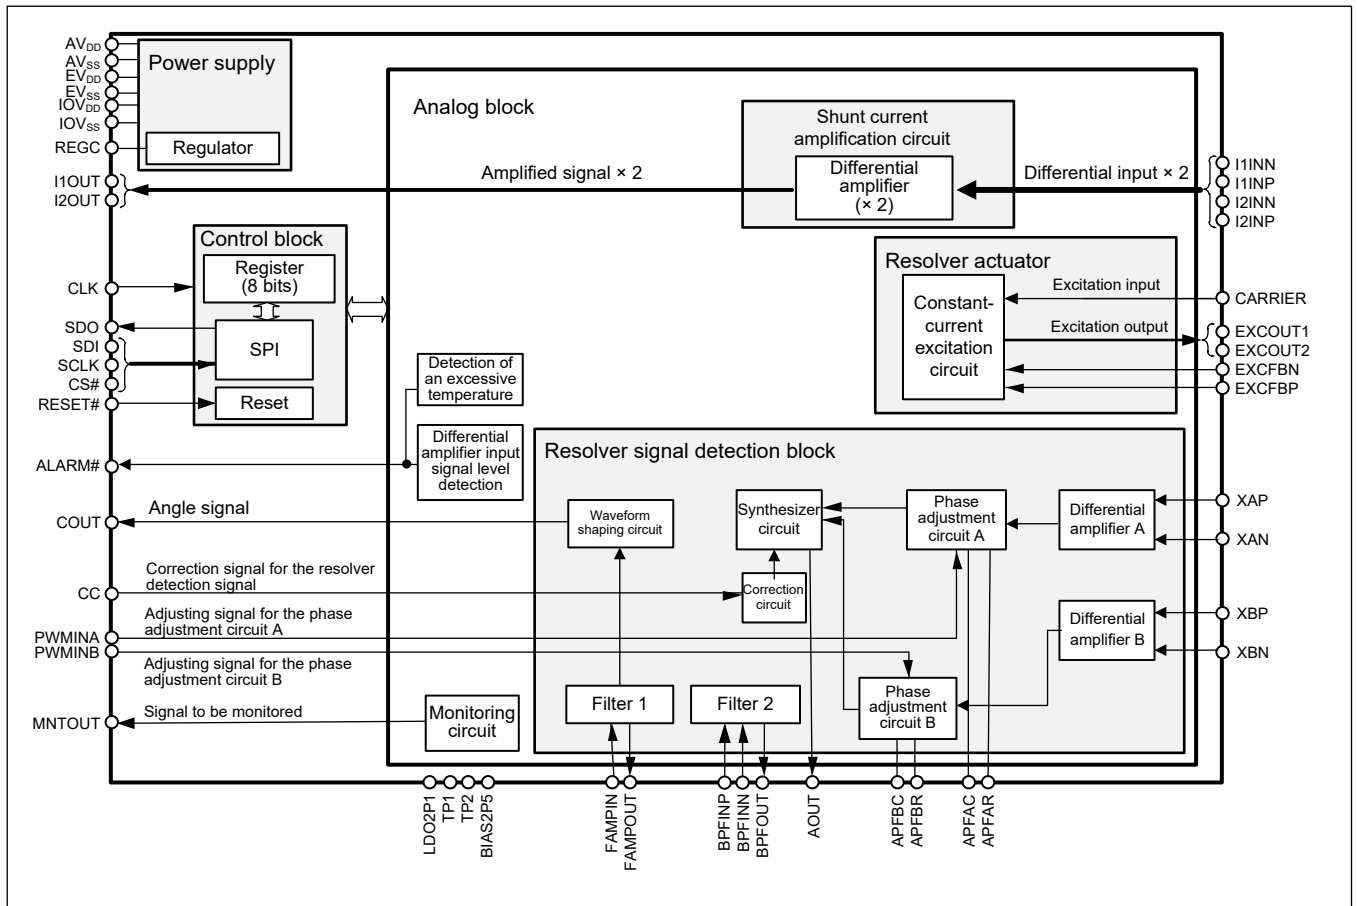 AVDD
AVSS
EVDD
EVSS
IOVDD
IOVSS
REGC
Power supply
Regulator
I1OUT
I2OUT
Analog block
Amplified signal × 2
Shunt current
amplification circuit
Differential
amplifier
(× 2)
Differential input × 2
I1INN
I1INP
I2INN
I2INP
Control block
Register
(8 bits)
SPI
Reset
CLK
SDO
SDI
SCLK
CS#
RESET#
Resolver actuator
Constant-
current
excitation
circuit
Excitation input
Excitation output
CARRIER
EXCOUT1
EXCOUT2
EXCFBN
EXCFBP
Detection of
an excessive
temperature
Differential
amplifier input
signal level
detection
ALARM#
Resolver signal detection block
COUT
Angle signal
Waveform
shaping circuit
Synthesizer
circuit
Phase
adjustment
circuit A
Differential
amplifier A
XAP
XAN
CC
Correction signal for the resolver
detection signal
Correction
circuit
PWMINA
PWMINB
Adjusting signal for the phase
adjustment circuit A
Adjusting signal for the phase
adjustment circuit B
Differential
amplifier B
XBP
XBN
MNTOUT
Signal to be monitored
Monitoring
circuit
Filter 1
Filter 2
Phase
adjustment
circuit B
LDO2P1
TP1
TP2
BIAS2P5
FAMPIN
FAMPOUT
BPFINP
BPFINN
BPFOUT
AOUT
APFBC
APFBR
APFAC
APFAR